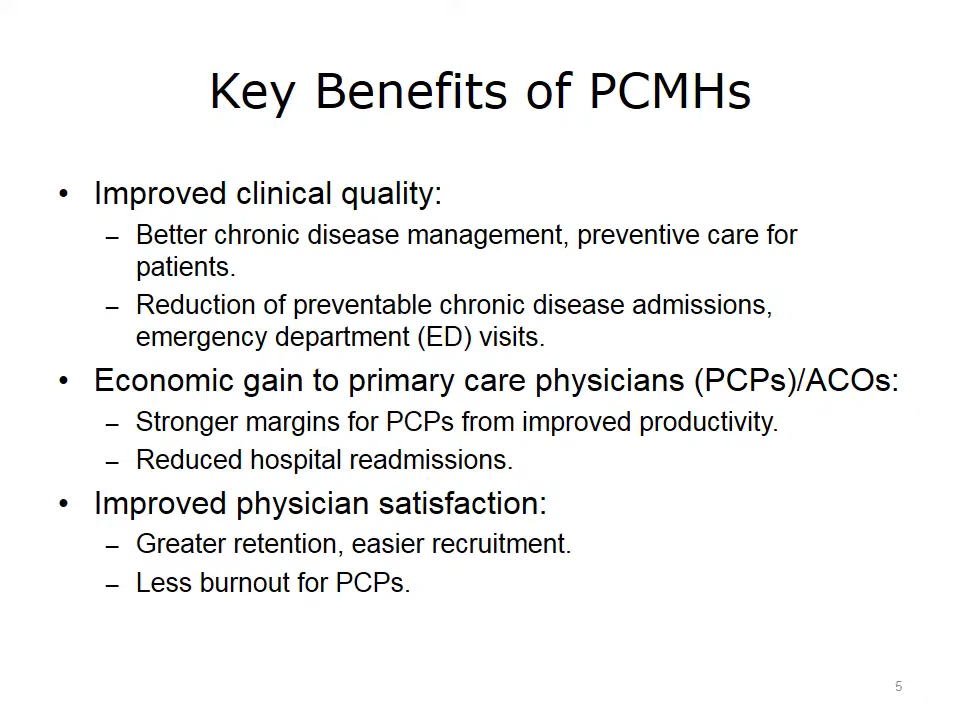 Key Benefits of PCMHs
• Improved clinical quality:
– Better chronic disease management, preventive care for
patients.
– Reduction of preventable chronic disease admissions,
emergency department (ED) visits.
• Economic gain to primary care physicians (PCPs)/ACOs:
– Stronger margins for PCPs from improved productivity.
– Reduced hospital readmissions.
• Improved physician satisfaction:
– Greater retention, easier recruitment.
– Less burnout for PCPs.
5